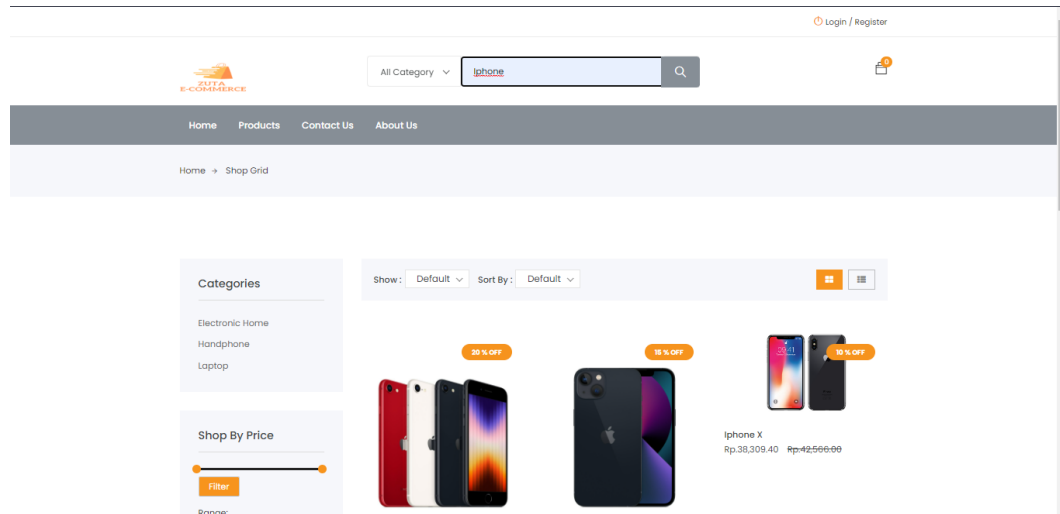 Login / Register
ZUTA
E-COMMERCE
All Category
Iphone
0
Home Products Contact Us About Us
Home → Shop Grid
Categories
Electronic Home
Handphone
Laptop
Show : Default Sort By : Default
20 % OFF
15 % OFF
10 % OFF
Iphone X
Rp.38,309.40 Rp.42,566.00
Shop By Price
Filter
Range: